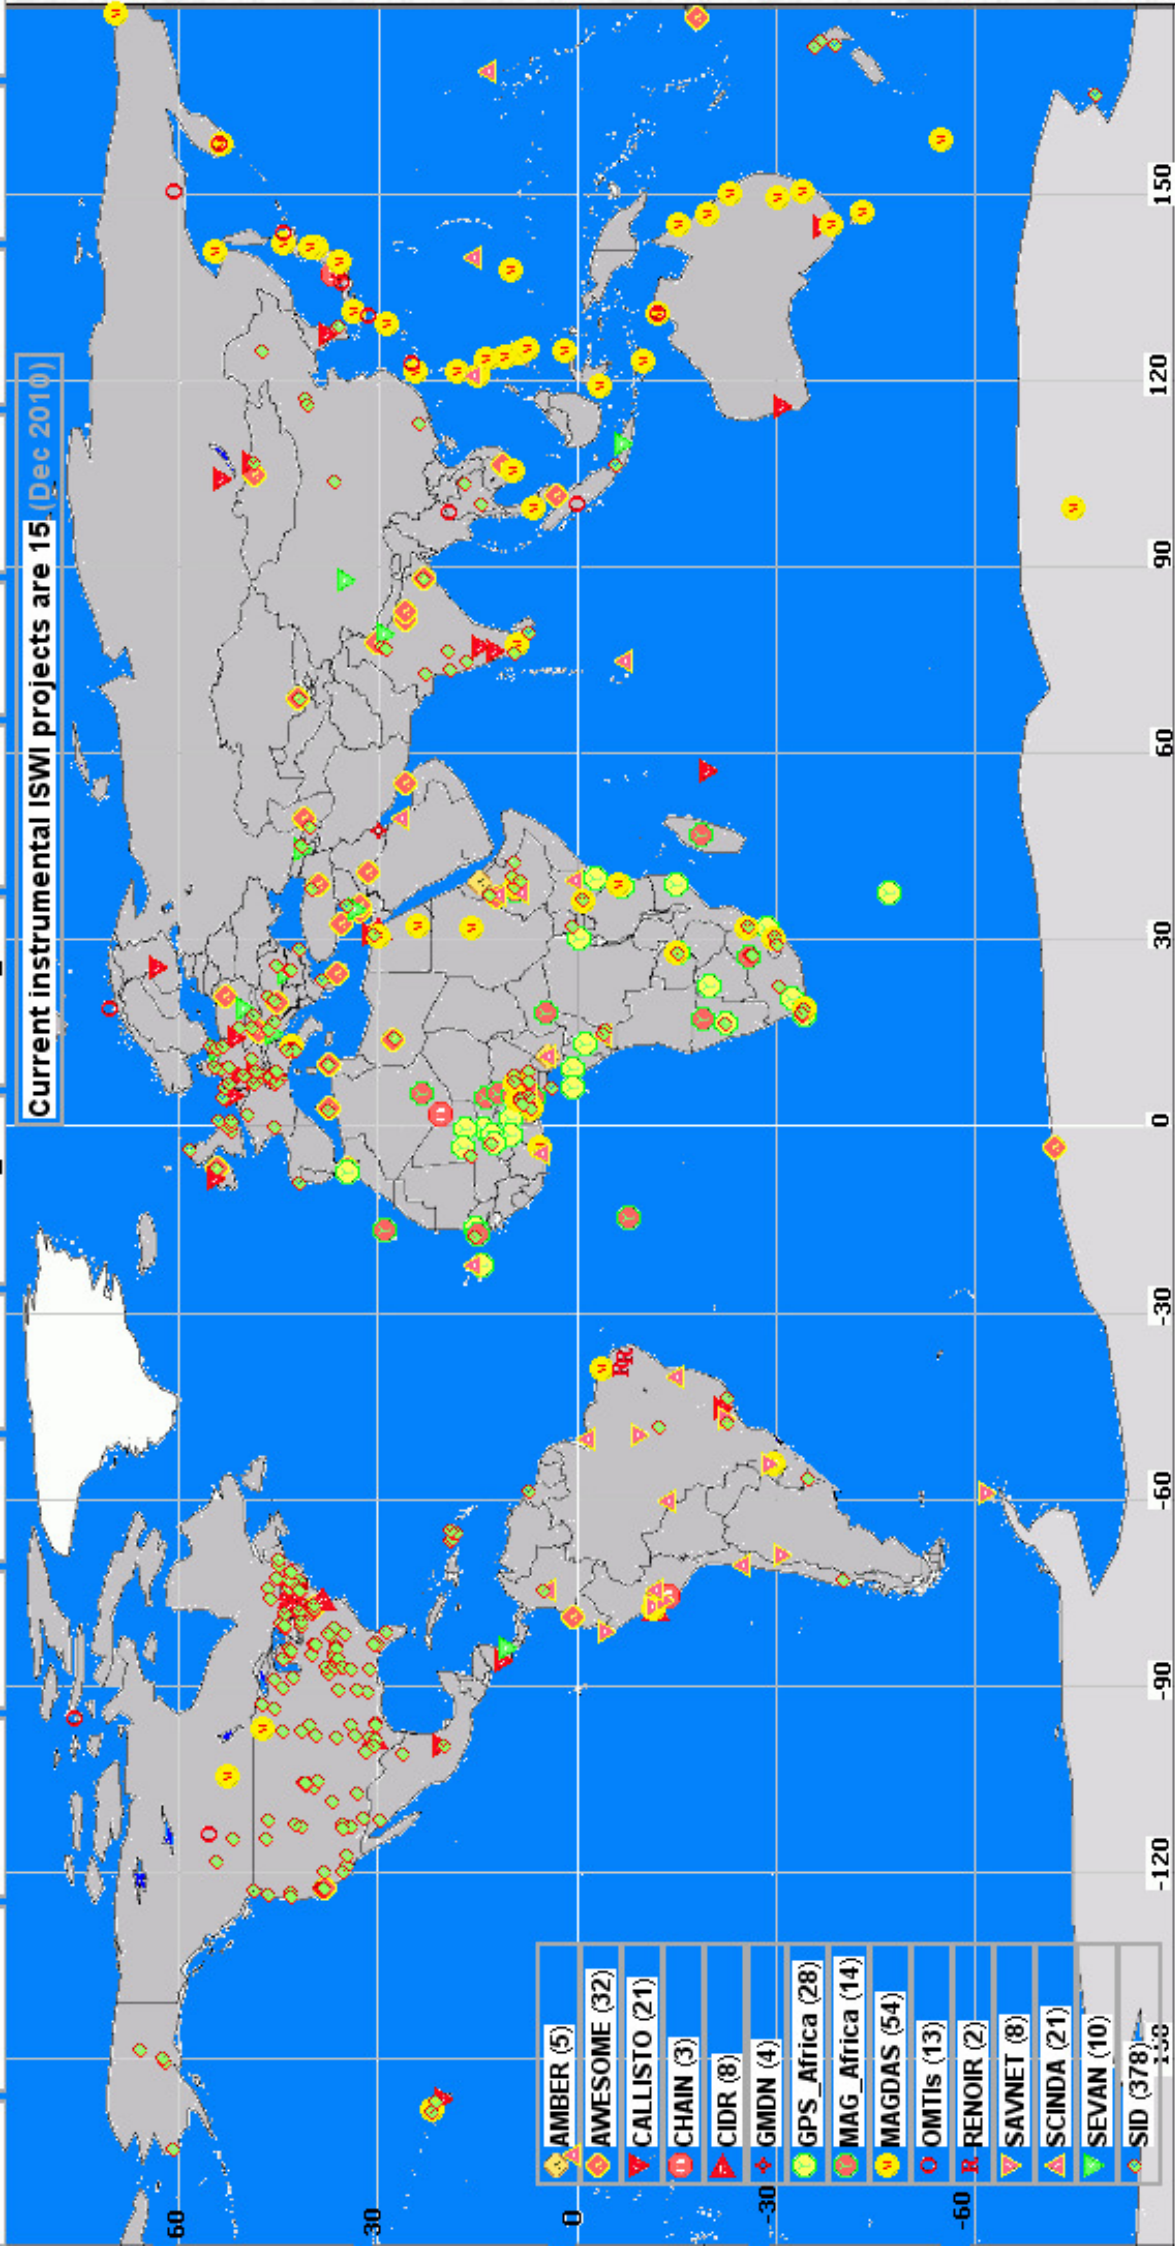 Current instrumental ISWI projects are 15 (Dec 2010)
60
30
0
-30
-60
AMBER (5)
AWESOME (32)
CALLISTO (21)
CHAIN (3)
CIDR (8)
GMDN (4)
GPS_Africa (28)
MAG_Africa (14)
MAGDAS (54)
OMTIs (13)
RENOIR (2)
SAVNET (8)
SCINDA (21)
SEVAN (10)
SID (378)
-120
-90
-60
-30
0
30
60
90
120
150